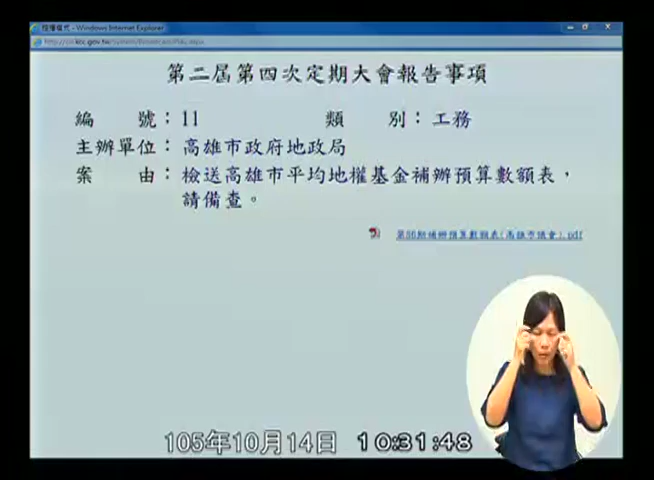 第二屆第四次定期大會報告事項
編　　號：11　　　　類　　別：工務
主辦單位：高雄市政府地政局
案　　由：檢送高雄市平均地權基金補辦預算數額表，
請備查。
105年10月14日　10:31:48